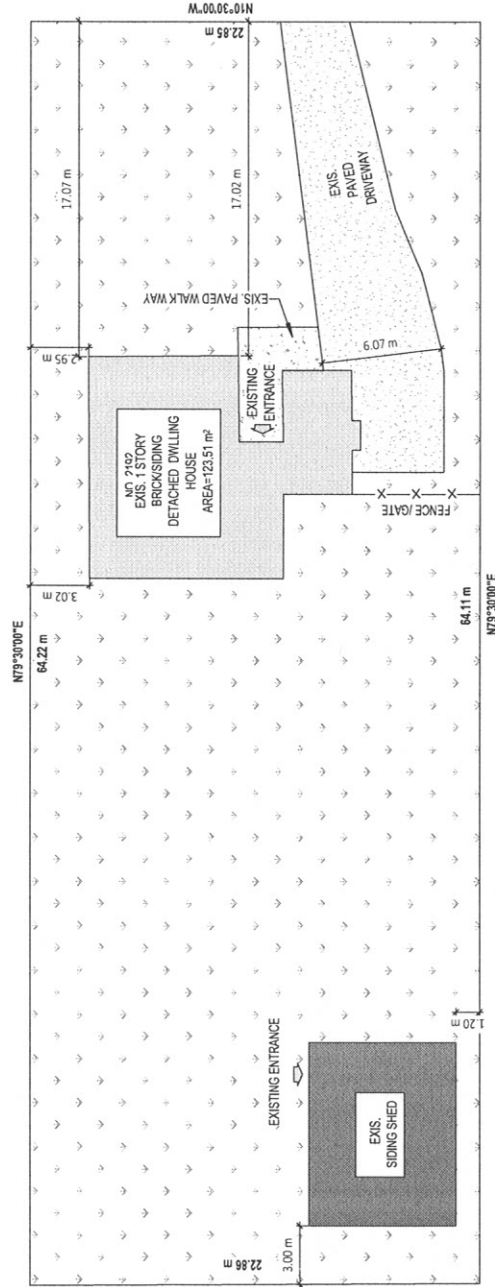 N10°30'00"W
22.85 m
17.07 m
17.02 m
EXIS.
PAVED
DRIVEWAY
EXIS. PAVED WALK WAY
6.07 m
2.95 m
EXISTING
ENTRANCE
NO. 2192
EXIS. 1 STORY
BRICK/SIDING
DETACHED DWLLING
HOUSE
AREA=123.51 m²
FENCE/GATE
3.02 m
N79°30'00"E
64.22 m
64.11 m
N79°30'00"E
EXISTING ENTRANCE
1.20 m
EXIS.
SIDING SHED
3.00 m
22.86 m